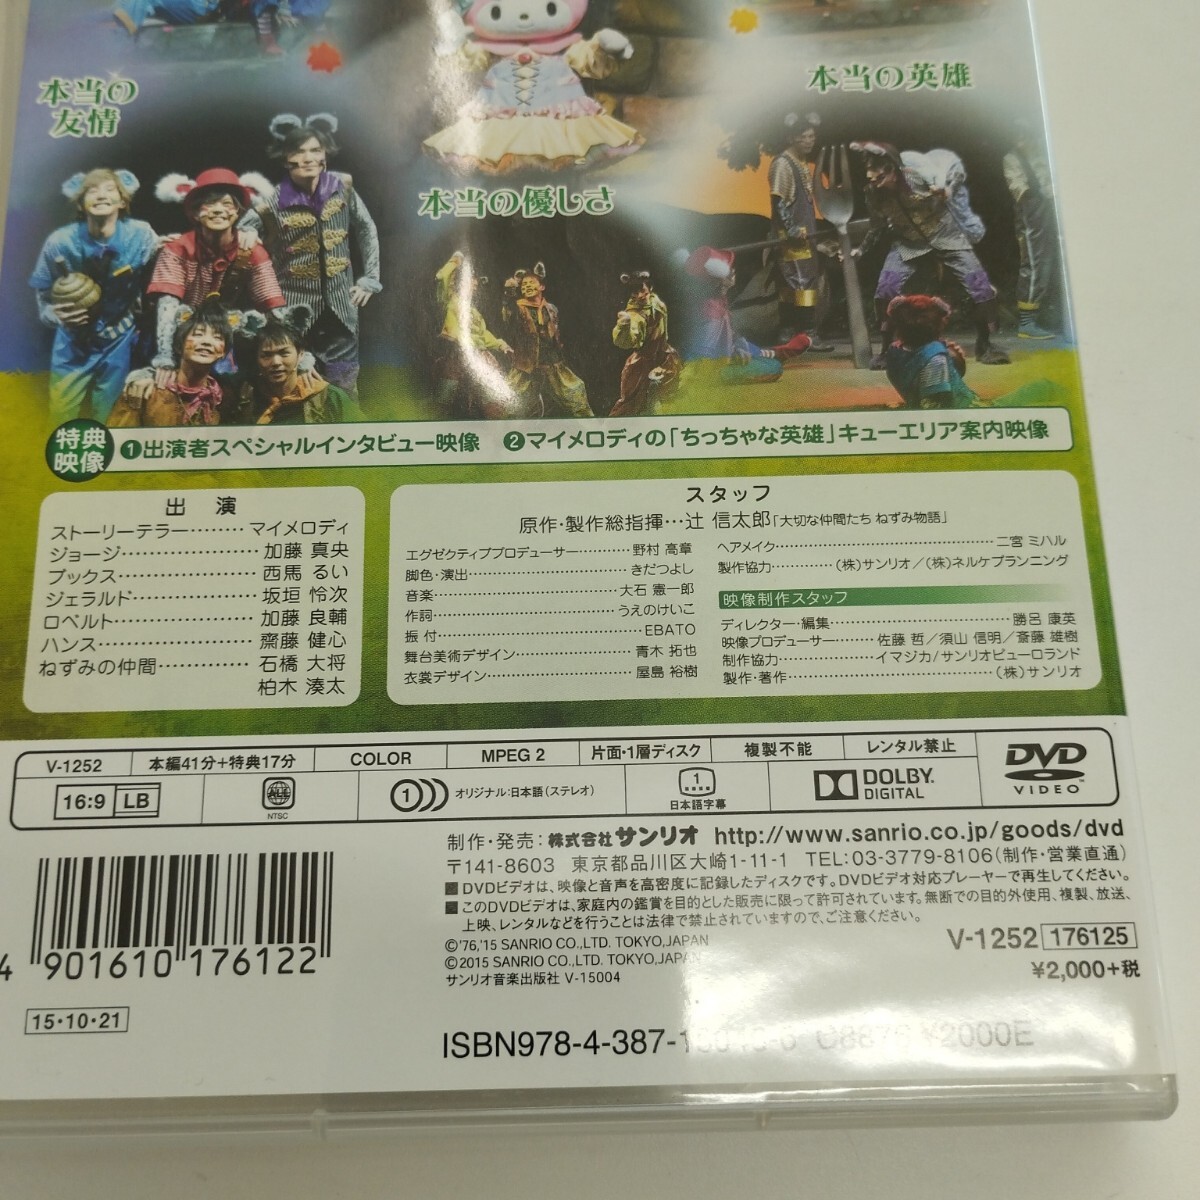 本当の
友情
本当の優しさ
本当の英雄
特典
映像
❶出演者スペシャルインタビュー映像 ❷マイメロディの「ちっちゃな英雄」キューエリア案内映像
出 演
ストーリーテラー………マイメロディ
ジョージ………………加藤 真央
ブックス………………西馬 るい
ジェラルド……………坂垣 怜次
ロベルト………………加藤 良輔
ハンス…………………齋藤 健心
ねずみの仲間…………石橋 大将
柏木 湊太
スタッフ
原作・製作総指揮…辻 信太郎「大切な仲間たち ねずみ物語」
エグゼクティブプロデューサー…………野村 高章
脚色・演出……………………きだつよし
音楽……………………大石 憲一郎
作詞……………………うえのけいこ
振付……………………EBATO
舞台美術デザイン……………青木 拓也
衣裳デザイン……………屋島 裕樹
ヘアメイク……………………二宮 ミハル
製作協力…………(株)サンリオ/(株)ネルケプランニング
映像制作スタッフ
ディレクター・編集……………………勝呂 康英
映像プロデューサー………佐藤 哲/須山 信明/斎藤 雄樹
制作協力………………イマジカ/サンリオピューロランド
製作・著作……………………(株)サンリオ
V-1252
本編41分+特典17分
COLOR
MPEG 2
片面・1層ディスク
複製不能
レンタル禁止
16:9 LB
ALL
NTSC
1
オリジナル:日本語(ステレオ)
1
日本語字幕
DOLBY
DIGITAL
DVD
VIDEO™
制作・発売:株式会社サンリオ http://www.sanrio.co.jp/goods/dvd
〒141-8603 東京都品川区大崎1-11-1 TEL:03-3779-8106(制作・営業直通)
■DVDビデオは、映像と音声を高密度に記録したディスクです。DVDビデオ対応プレーヤーで再生してください。
■このDVDビデオは、家庭内の鑑賞を目的とした販売に限って許可されています。無断での目的外使用、複製、放送、
上映、レンタルなどを行うことは法律で禁止されていますので、ご注意ください。
©'76,'15 SANRIO CO.,LTD. TOKYO,JAPAN
©2015 SANRIO CO.,LTD. TOKYO,JAPAN
サンリオ音楽出版社 V-15004
V-1252 176125
¥2,000+税
4 901610 176122
15・10・21
ISBN978-4-387- ¥2000E